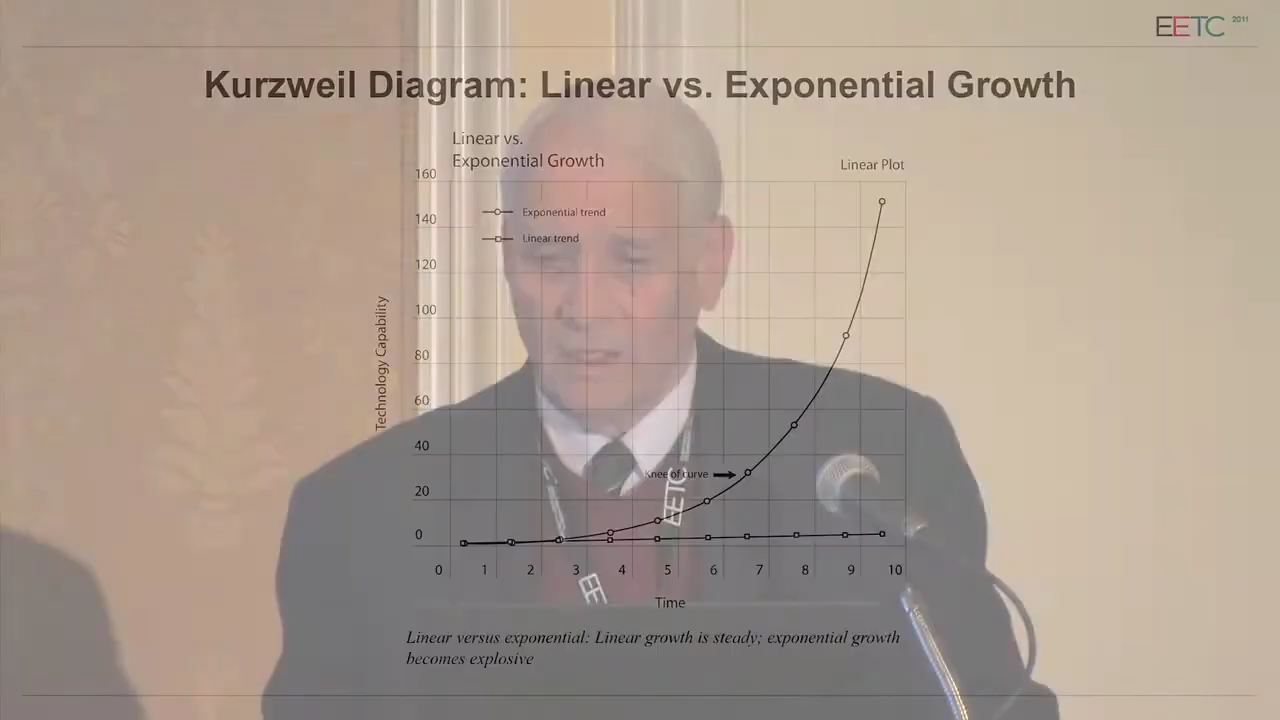 EETC 2011
Kurzweil Diagram: Linear vs. Exponential Growth
Linear vs.
Exponential Growth
Linear Plot
160
Exponential trend
140
Linear trend
120
100
80
60
40
20
0
Technology Capability
Knee of curve
EETC
EE
0 1 2 3 4 5 6 7 8 9 10
Time
Linear versus exponential: Linear growth is steady; exponential growth
becomes explosive